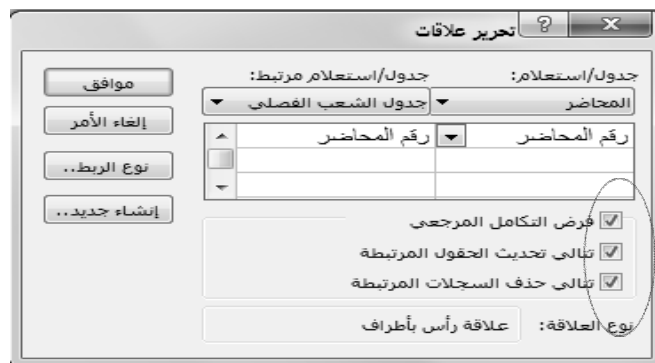 تحرير علاقات
جدول/استعلام: جدول/استعلام مرتبط:
المحاضر جدول الشعب الفصلي
رقم المحاضر رقم المحاضر
فرض التكامل المرجعي
تتالي تحديث الحقول المرتبطة
تتالي حذف السجلات المرتبطة
نوع العلاقة: علاقة رأس بأطراف
موافق
إلغاء الأمر
نوع الربط..
إنشاء جديد..